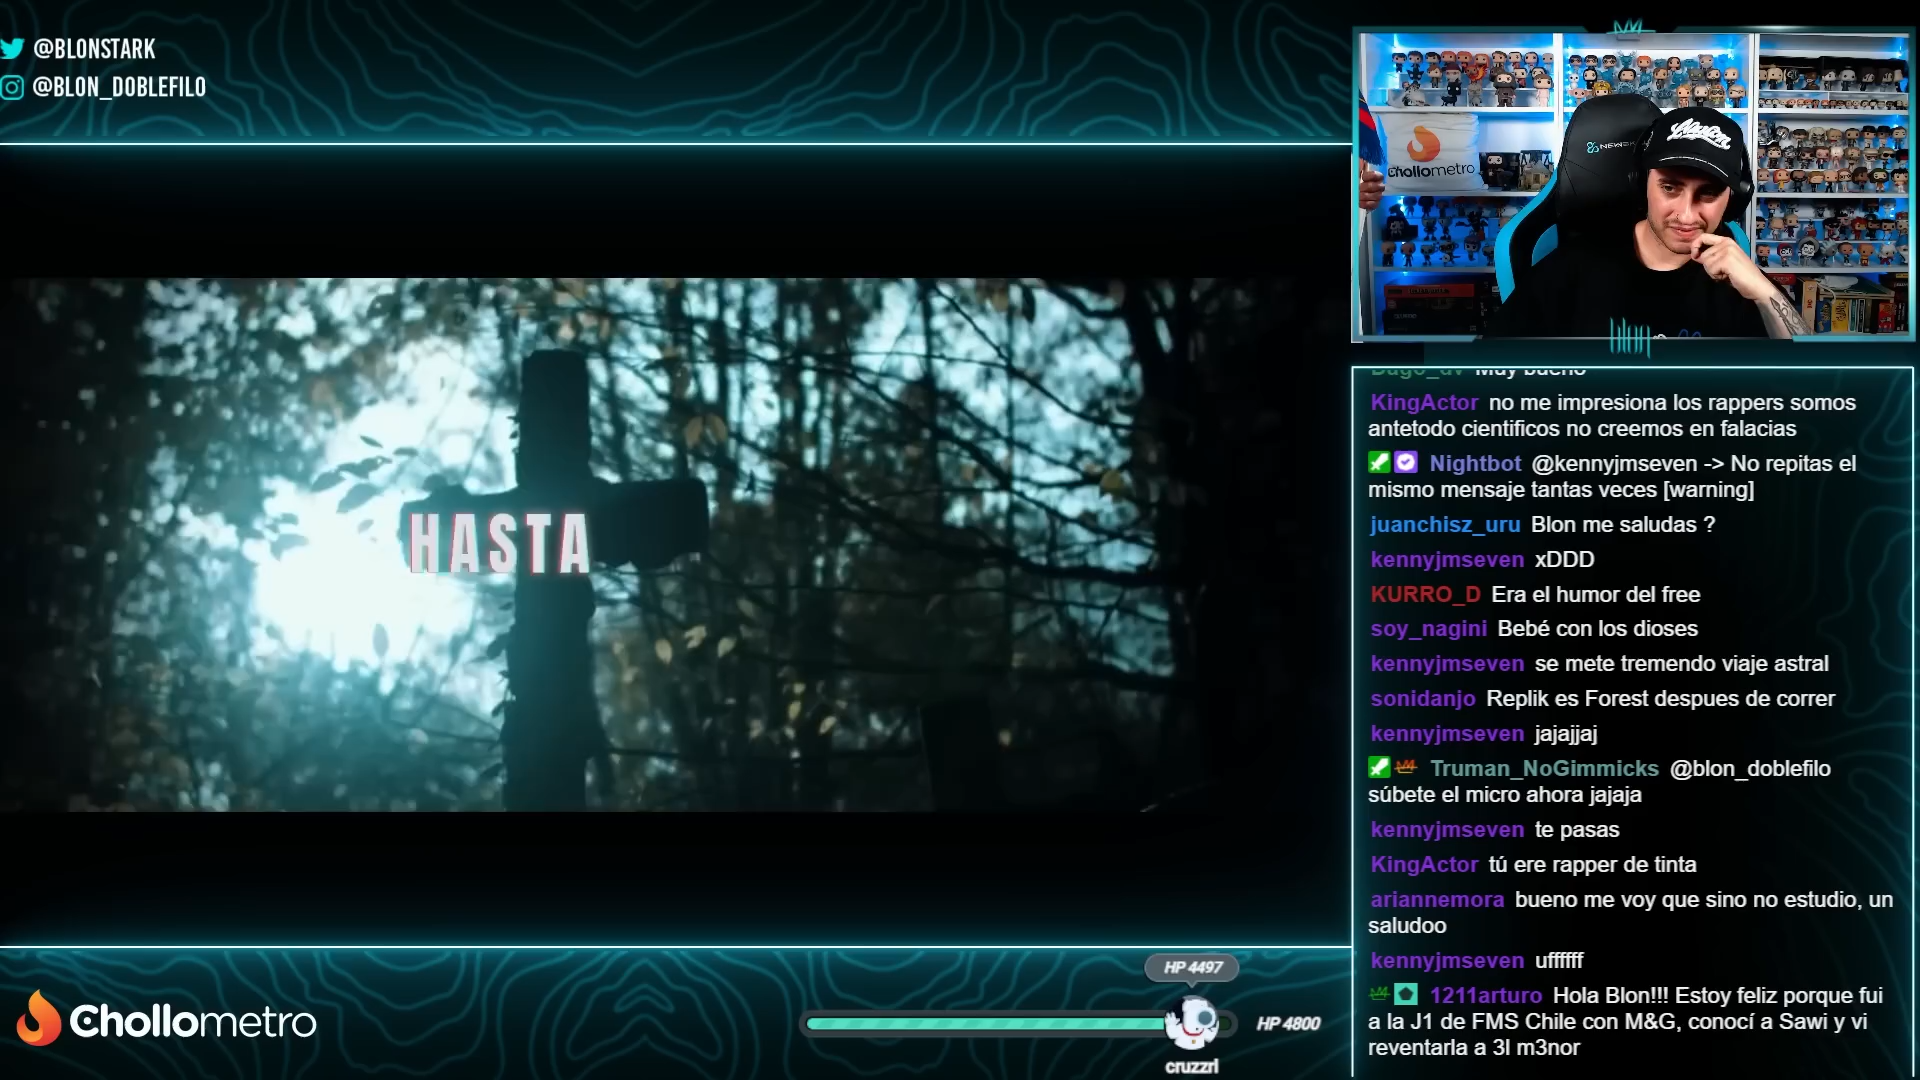 @BLONSTARK
@BLON_DOBLEFILO
HASTA
Chollometro
HP 4497
HP 4800
cruzzrl
chollometro
Dago_dv Muy bueno
KingActor no me impresiona los rappers somos
antetodo cientificos no creemos en falacias
Nightbot @kennyjmseven -> No repitas el
mismo mensaje tantas veces [warning]
juanchisz_uru Blon me saludas ?
kennyjmseven xDDD
KURRO_D Era el humor del free
soy_nagini Bebé con los dioses
kennyjmseven se mete tremendo viaje astral
sonidanjo Replik es Forest despues de correr
kennyjmseven jajajjaj
Truman_NoGimmicks @blon_doblefilo
súbete el micro ahora jajaja
kennyjmseven te pasas
KingActor tú ere rapper de tinta
ariannemora bueno me voy que sino no estudio, un
saludoo
kennyjmseven uffffff
1211arturo Hola Blon!!! Estoy feliz porque fui
a la J1 de FMS Chile con M&G, conocí a Sawi y vi
reventarla a 3l m3nor